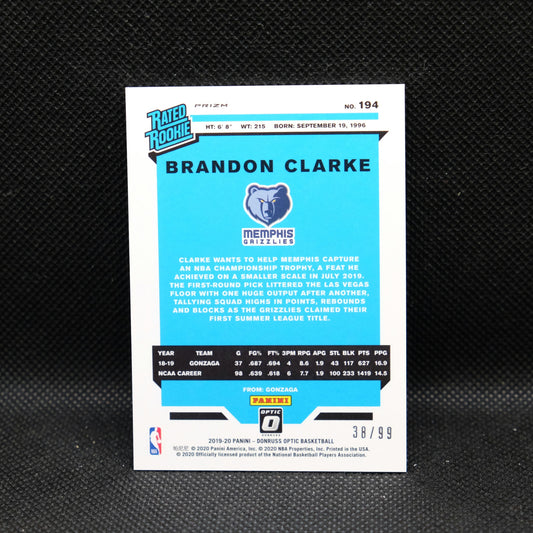 RATED
ROOKIE
PRIZM
NO. 194
HT: 6' 8" WT: 215 BORN: SEPTEMBER 19, 1996
BRANDON CLARKE
MEMPHIS
GRIZZLIES
CLARKE WANTS TO HELP MEMPHIS CAPTURE
AN NBA CHAMPIONSHIP TROPHY, A FEAT HE
ACHIEVED ON A SMALLER SCALE IN JULY 2019.
THE FIRST-ROUND PICK LITTERED THE LAS VEGAS
FLOOR WITH ONE HUGE OUTPUT AFTER ANOTHER,
TALLYING SQUAD HIGHS IN POINTS, REBOUNDS
AND BLOCKS AS THE GRIZZLIES CLAIMED THEIR
FIRST SUMMER LEAGUE TITLE.
YEAR TEAM G FG% FT% 3PM RPG APG STL BLK PTS PPG
18-19 GONZAGA 37 .687 .694 4 8.6 1.9 43 117 627 16.9
NCAA CAREER 98 .639 .618 6 7.7 1.9 100 233 1419 14.5
FROM: GONZAGA
PANINI
OPTIC
DONRUSS
38/99
2019-20 PANINI - DONRUSS OPTIC BASKETBALL
© 2020 Panini America, Inc. © 2020 NBA Properties, Inc. Printed in the USA.
© 2020 Officially licensed product of the National Basketball Players Association.